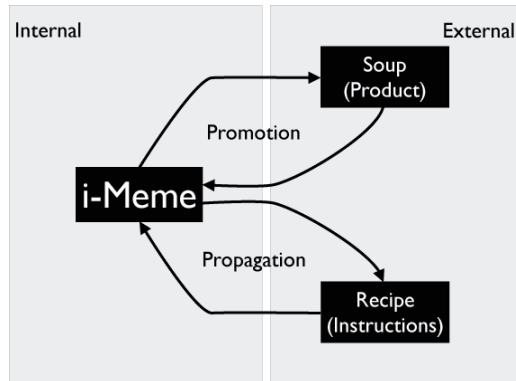 Internal
External
Soup
(Product)
Promotion
i-Meme
Propagation
Recipe
(Instructions)